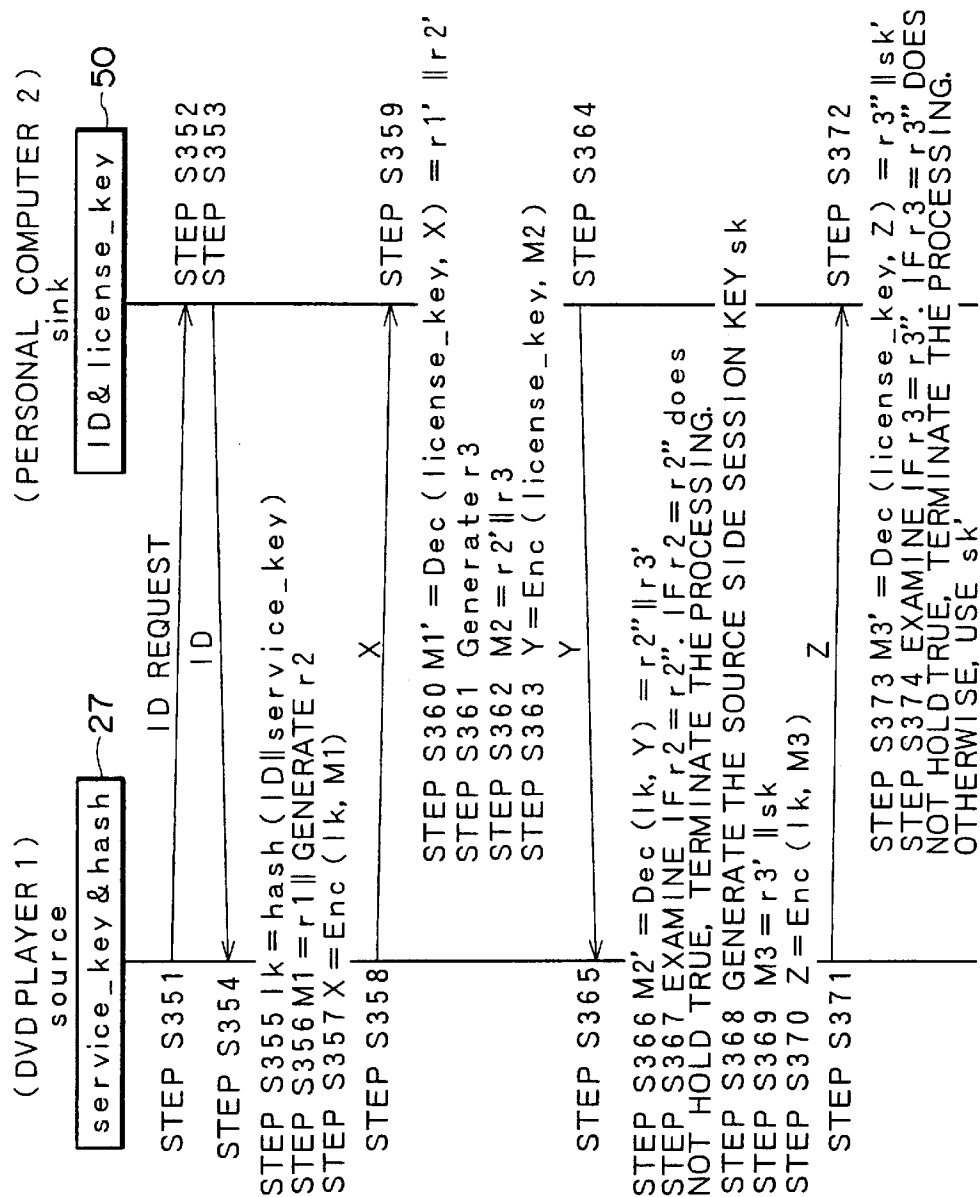 (DVD PLAYER 1)
source
(PERSONAL COMPUTER 2)
sink
service_key&hash
27
ID&license_key
50
STEP S351
ID REQUEST
STEP S352
STEP S353
ID
STEP S354
STEP S355 lk=hash(ID‖service_key)
STEP S356 M1=r1‖GENERATE r2
STEP S357 X=Enc(lk, M1)
STEP S358
X
STEP S359
STEP S360 M1'=Dec(license_key, X)=r1'‖r2'
STEP S361 Generate r3
STEP S362 M2=r2'‖r3
STEP S363 Y=Enc(license_key, M2)
Y
STEP S364
STEP S365
STEP S366 M2'=Dec(lk, Y)=r2"‖r3'
STEP S367 EXAMINE IF r2=r2". IF r2=r2" does
NOT HOLD TRUE, TERMINATE THE PROCESSING.
STEP S368 GENERATE THE SOURCE SIDE SESSION KEY sk
STEP S369 M3=r3'‖sk
STEP S370 Z=Enc(lk, M3)
STEP S371
Z
STEP S372
STEP S373 M3'=Dec(license_key, Z)=r3"‖sk'
STEP S374 EXAMINE IF r3=r3". IF r3=r3" DOES
NOT HOLD TRUE, TERMINATE THE PROCESSING.
OTHERWISE, USE sk'